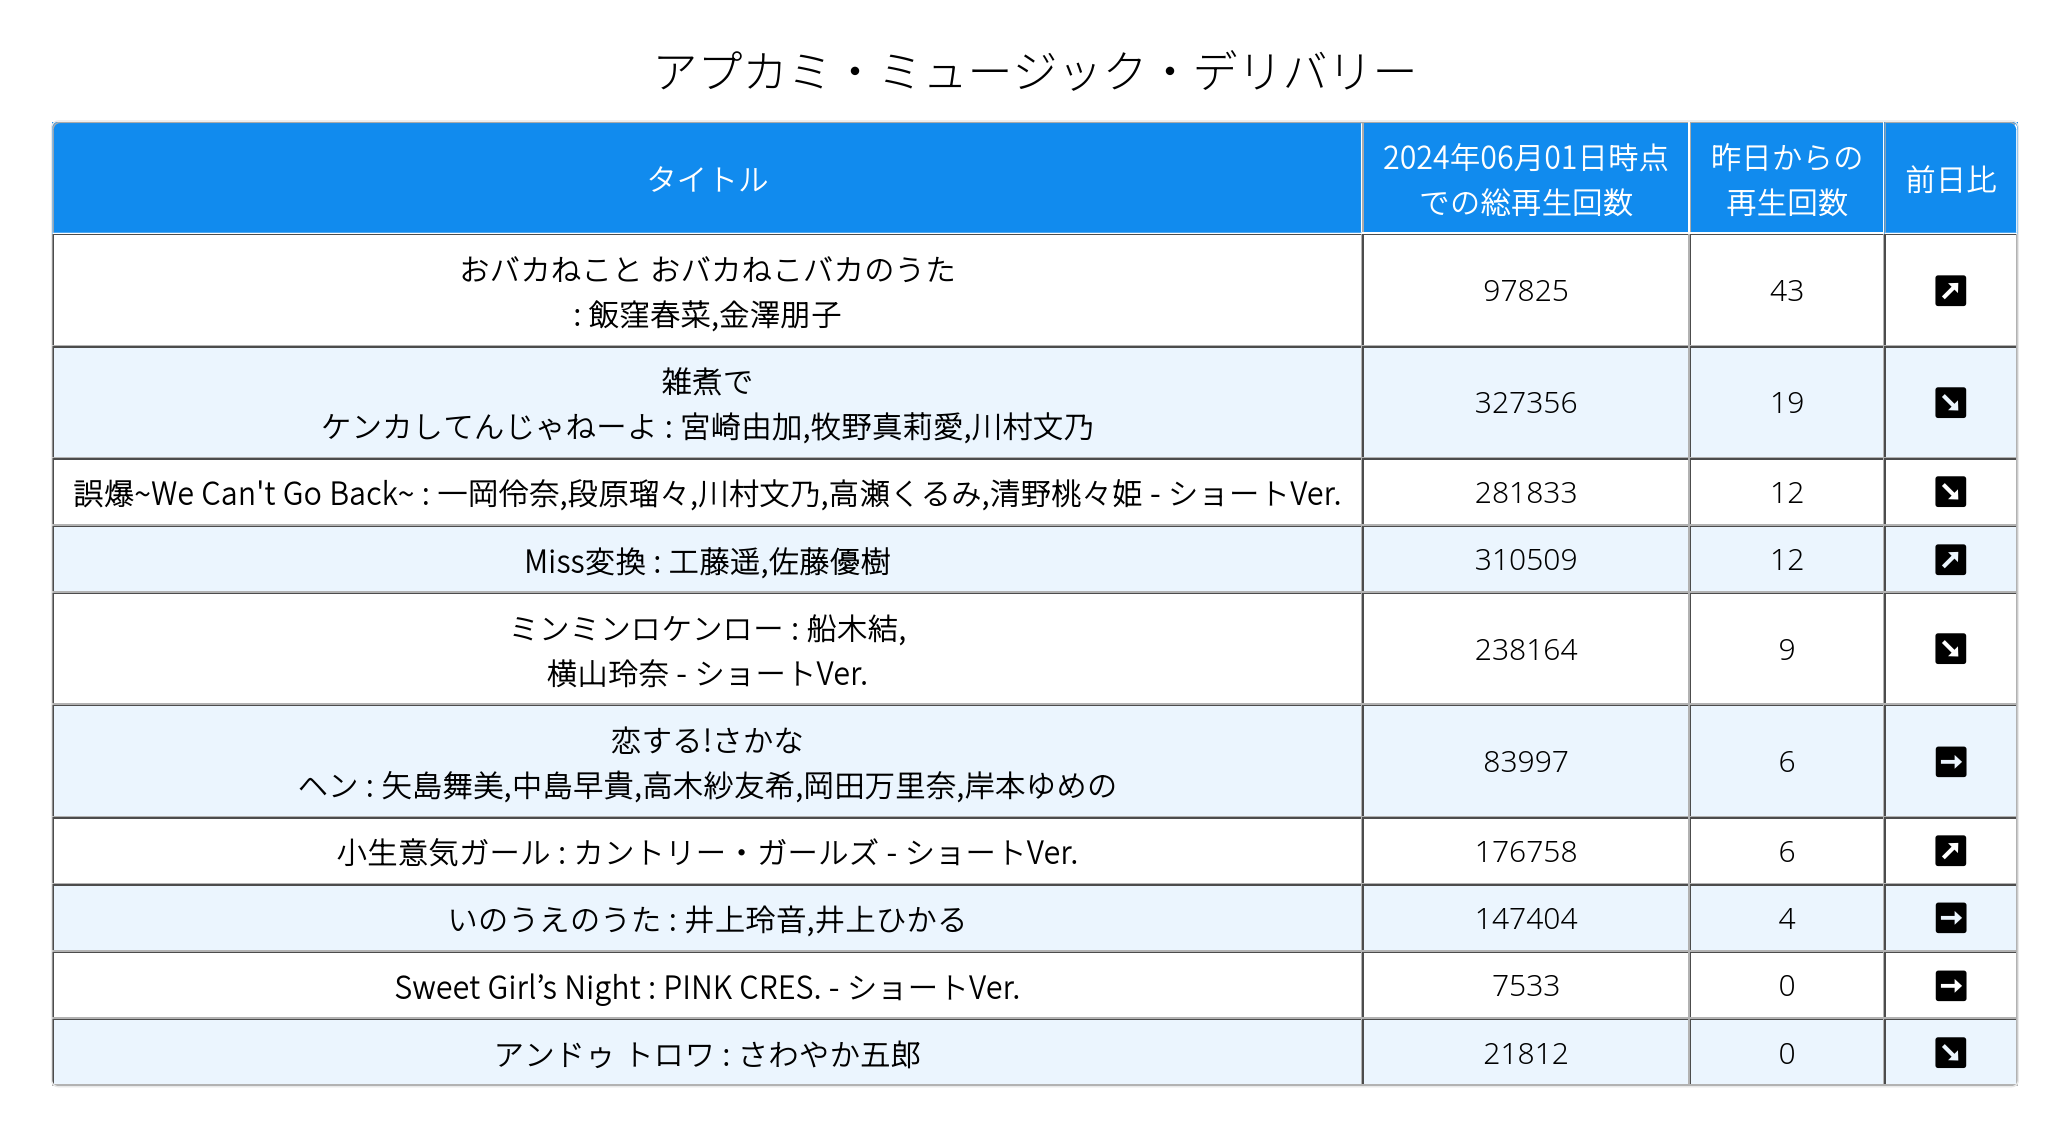 アプカミ・ミュージック・デリバリー
タイトル
2024年06月01日時点
での総再生回数
昨日からの
再生回数
前日比
おバカねこと おバカねこバカのうた
: 飯窪春菜,金澤朋子
97825
43
雑煮で
ケンカしてんじゃねーよ : 宮崎由加,牧野真莉愛,川村文乃
327356
19
誤爆~We Can't Go Back~ : 一岡伶奈,段原瑠々,川村文乃,高瀬くるみ,清野桃々姫 - ショートVer.
281833
12
Miss変換 : 工藤遥,佐藤優樹
310509
12
ミンミンロケンロー : 船木結,
横山玲奈 - ショートVer.
238164
9
恋する!さかな
ヘン : 矢島舞美,中島早貴,高木紗友希,岡田万里奈,岸本ゆめの
83997
6
小生意気ガール : カントリー・ガールズ - ショートVer.
176758
6
いのうえのうた : 井上玲音,井上ひかる
147404
4
Sweet Girl’s Night : PINK CRES. - ショートVer.
7533
0
アンドゥ トロワ : さわやか五郎
21812
0